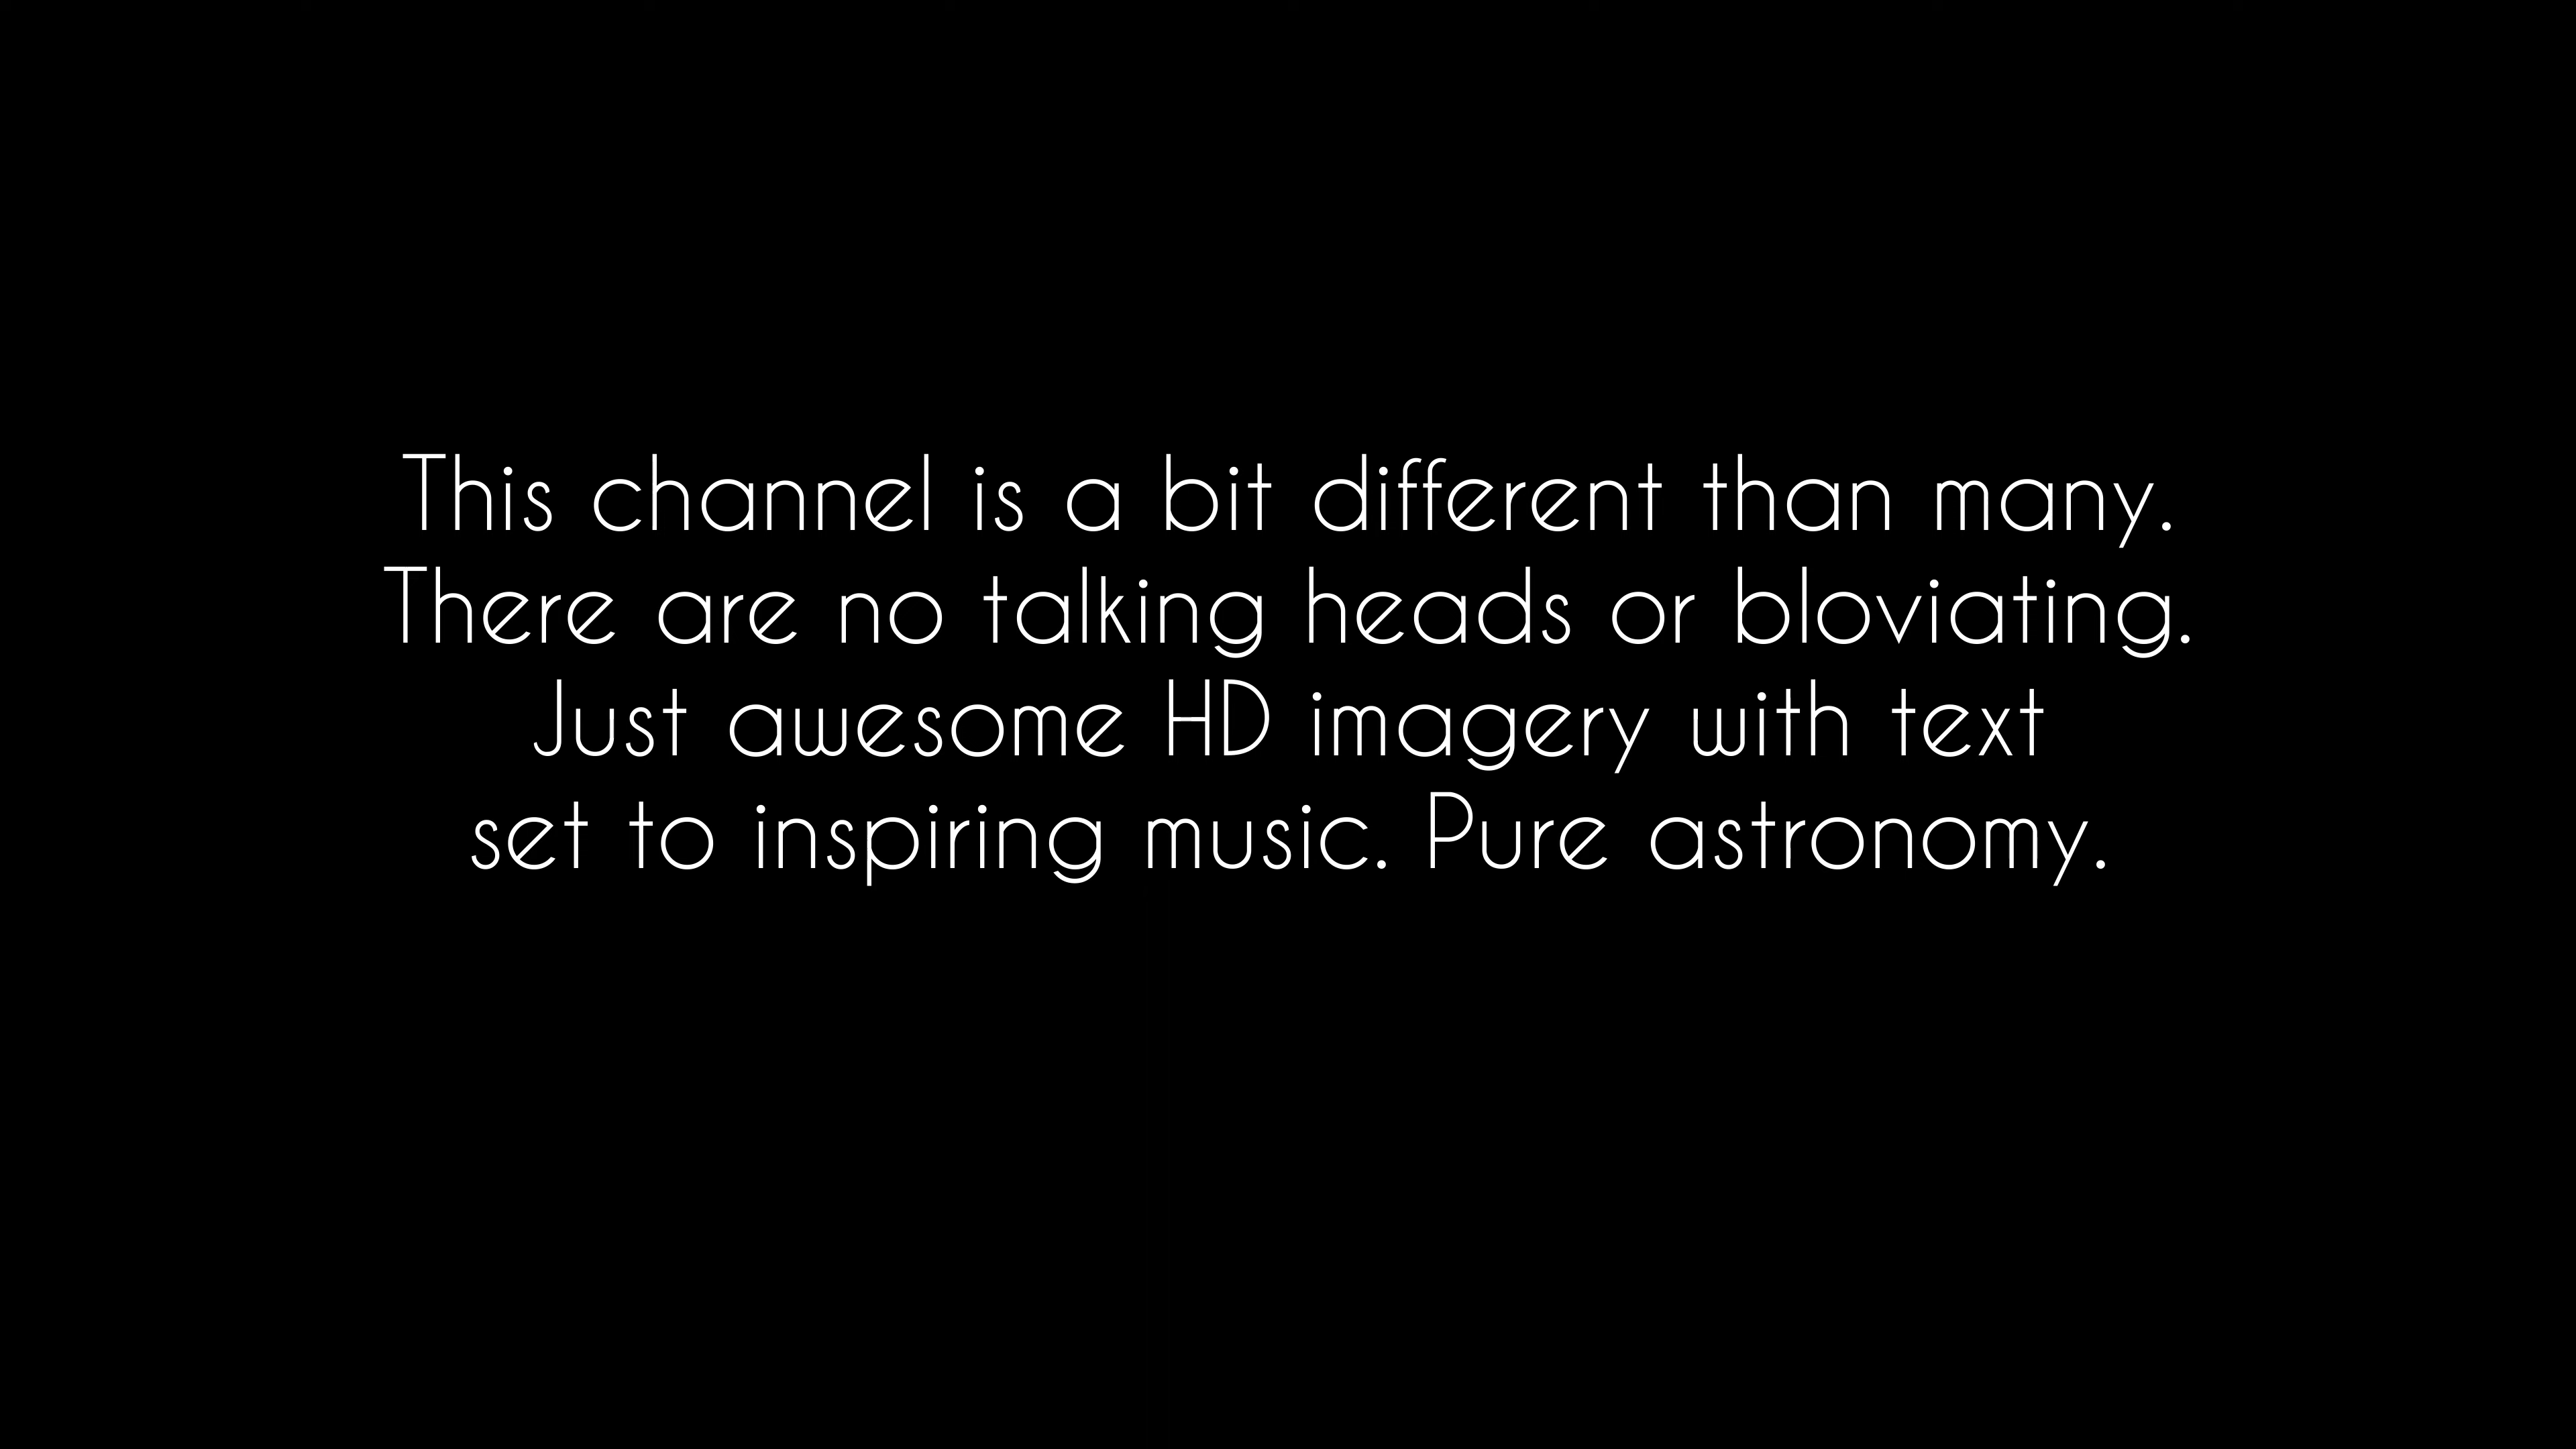 This channel is a bit different than many.
There are no talking heads or bloviating.
Just awesome HD imagery with text
set to inspiring music. Pure astronomy.